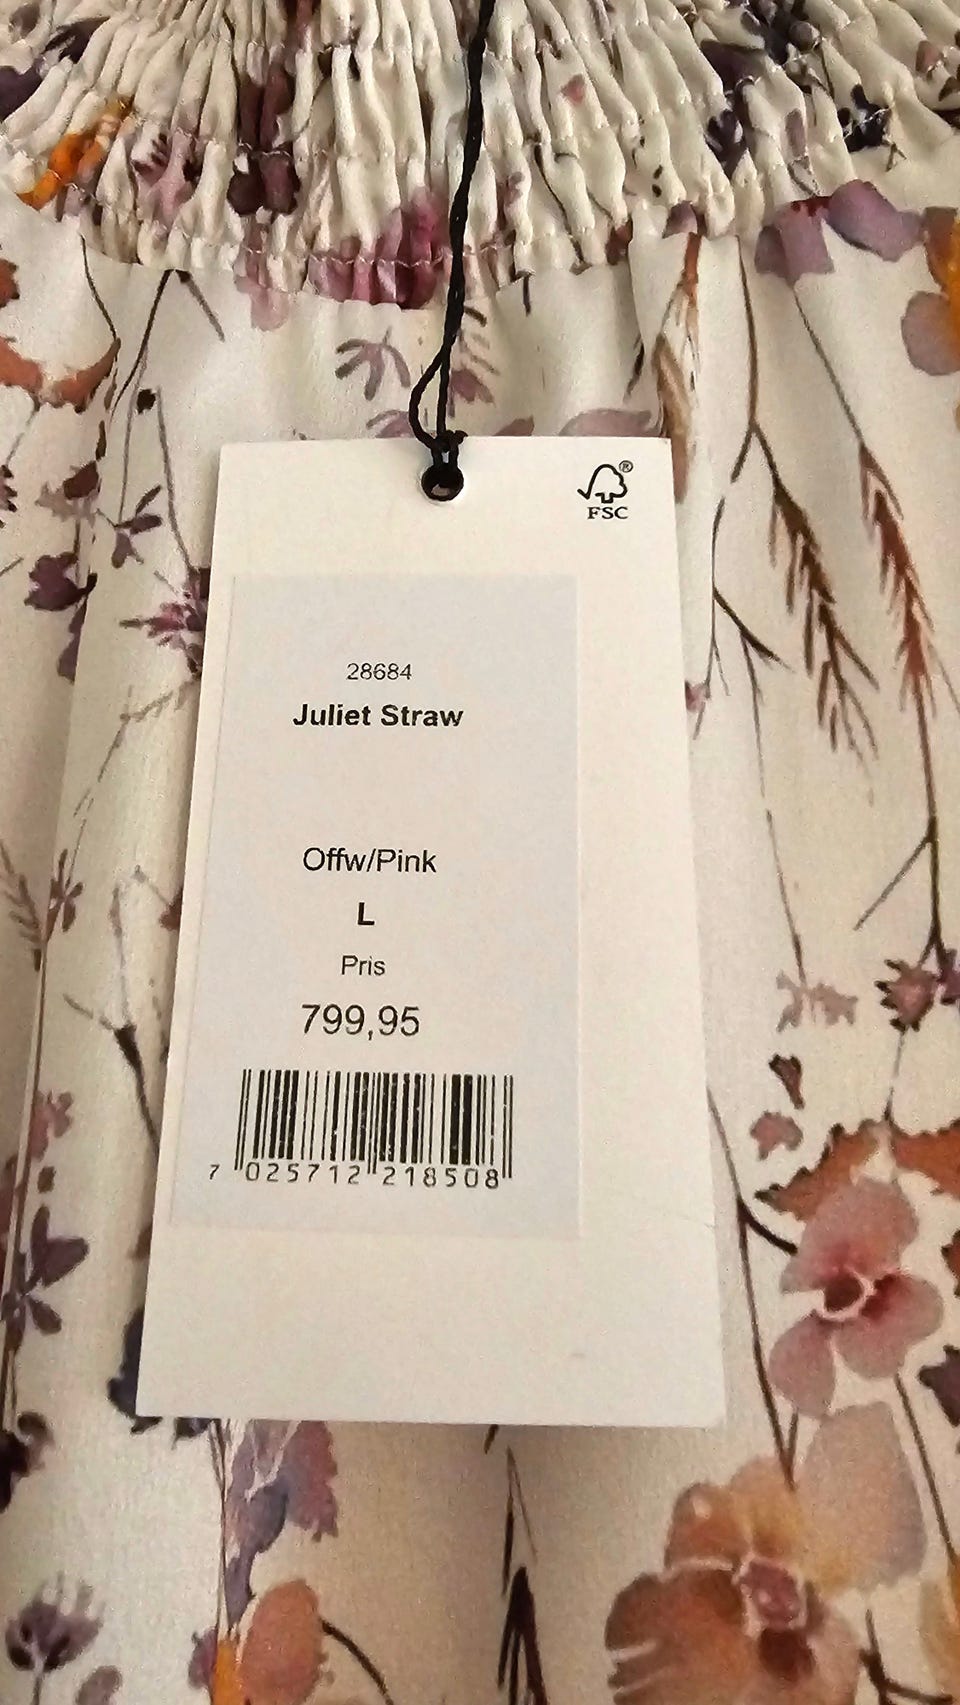 ®
FSC
28684
Juliet Straw
Offw/Pink
L
Pris
799,95
7 025712 218508